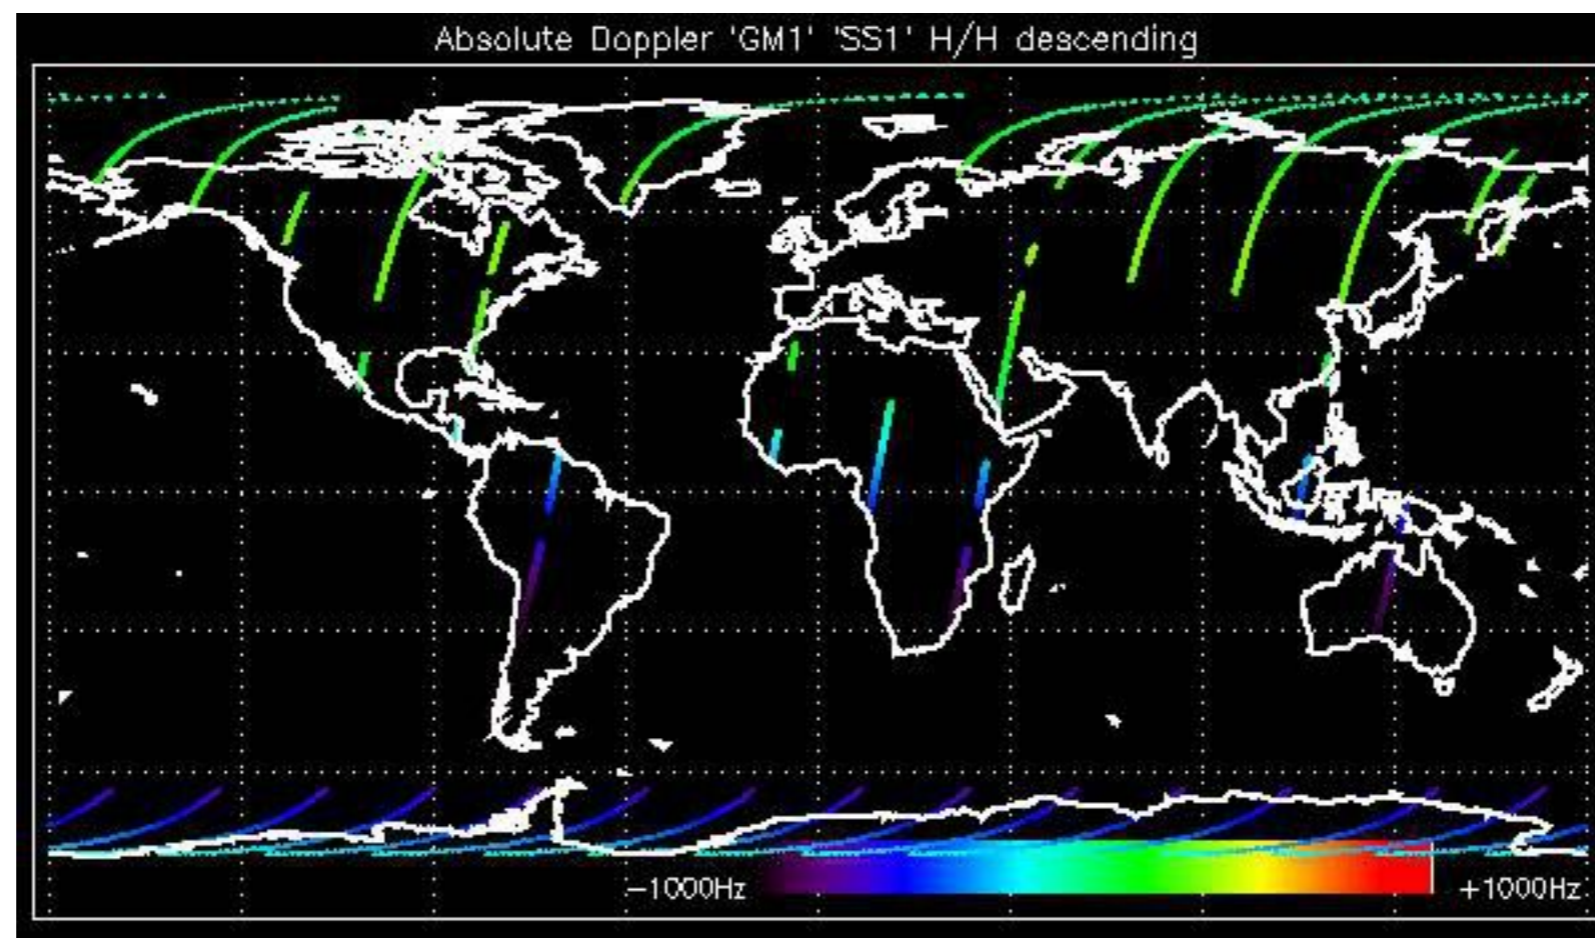 Absolute Doppler 'GM1' 'SS1' H/H descending
-1000Hz +1000Hz